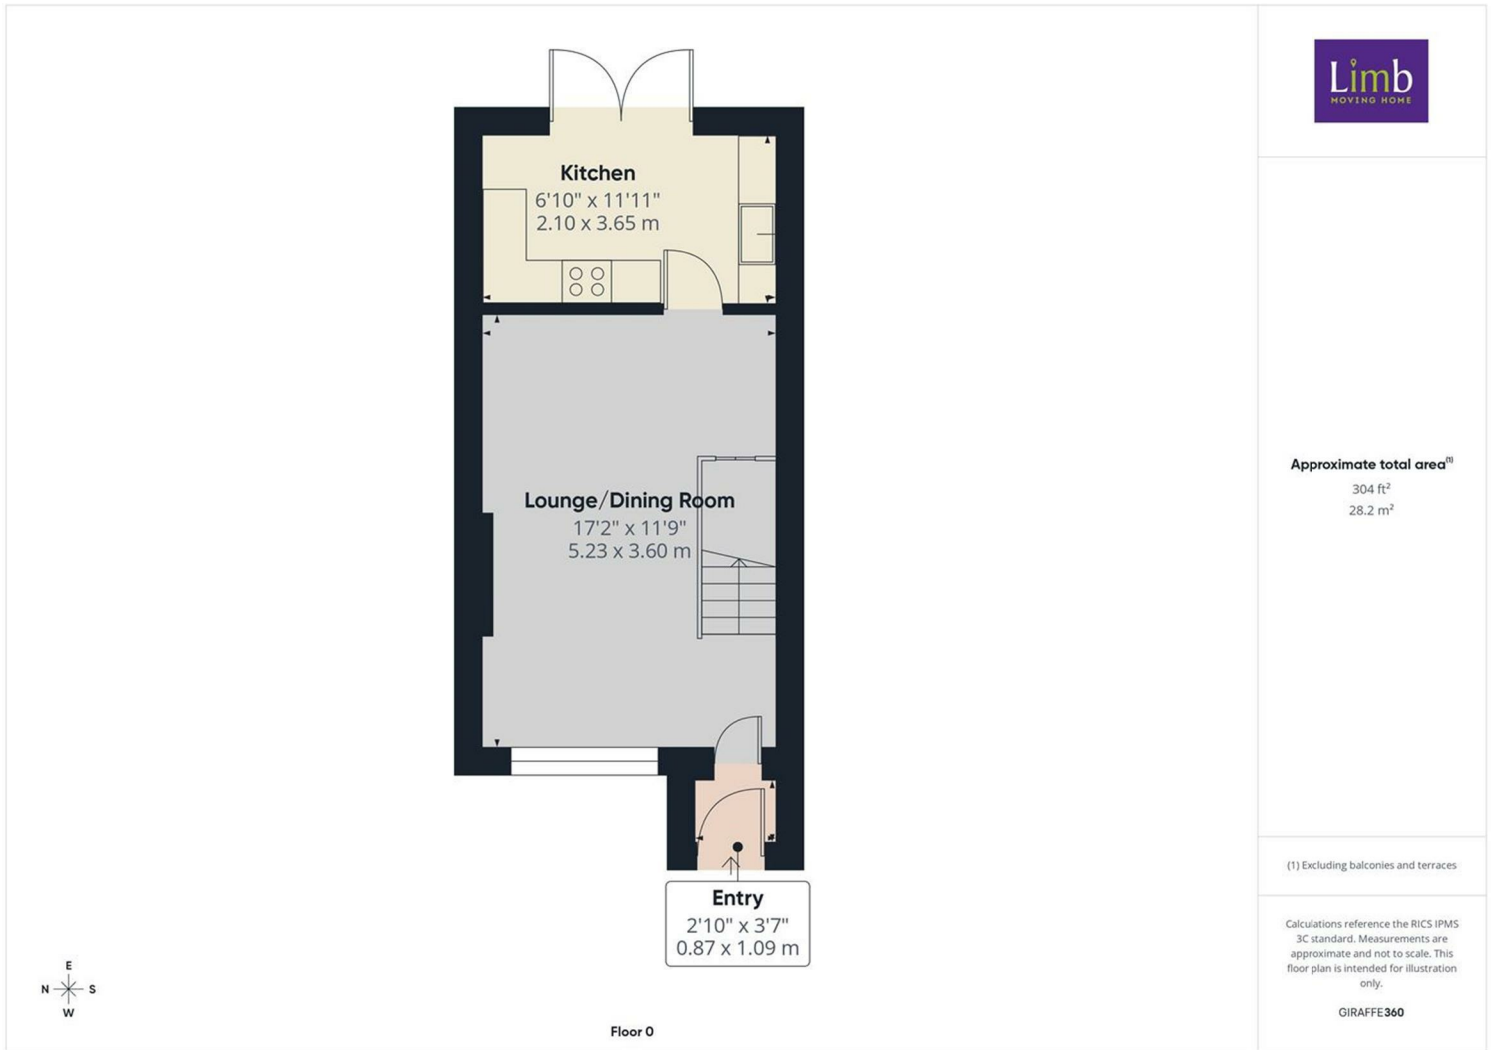 Kitchen
6'10" x 11'11"
2.10 x 3.65 m
Lounge/Dining Room
17'2" x 11'9"
5.23 x 3.60 m
Entry
2'10" x 3'7"
0.87 x 1.09 m
E
N S
W
Floor 0
Limb
MOVING HOME
Approximate total area(1)
304 ft²
28.2 m²
(1) Excluding balconies and terraces
Calculations reference the RICS IPMS
3C standard. Measurements are
approximate and not to scale. This
floor plan is intended for illustration
only.
GIRAFFE360